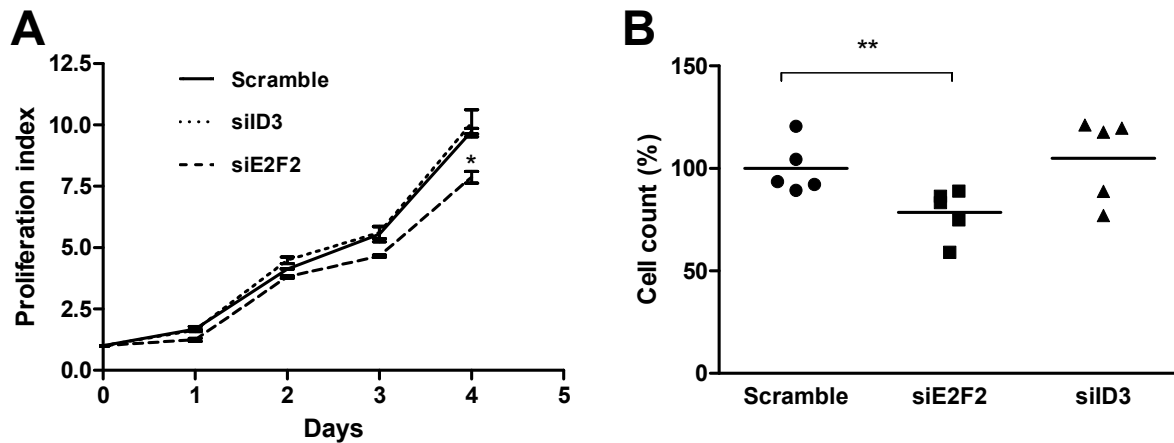 A
12.5
10.0
7.5
5.0
2.5
0.0
Proliferation index
Scramble
siID3
siE2F2
*
0 1 2 3 4 5
Days
B
150
100
50
0
Cell count (%)
**
Scramble siE2F2 siID3